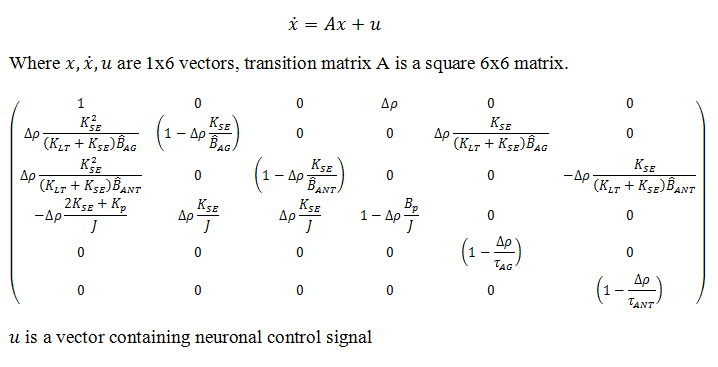 ẋ = Ax + u
Where x, ẋ, u are 1x6 vectors, transition matrix A is a square 6x6 matrix.
1 0 0 Δρ 0 0
Δρ K_SE^2 / ((K_LT + K_SE)B̂_AG) (1 − Δρ K_SE / B̂_AG) 0 0 Δρ K_SE / ((K_LT + K_SE)B̂_AG) 0
Δρ K_SE^2 / ((K_LT + K_SE)B̂_ANT) 0 (1 − Δρ K_SE / B̂_ANT) 0 0 −Δρ K_SE / ((K_LT + K_SE)B̂_ANT)
−Δρ (2K_SE + K_p) / J Δρ K_SE / J Δρ K_SE / J 1 − Δρ B_p / J 0 0
0 0 0 0 (1 − Δρ / τ_AG) 0
0 0 0 0 0 (1 − Δρ / τ_ANT)
u is a vector containing neuronal control signal